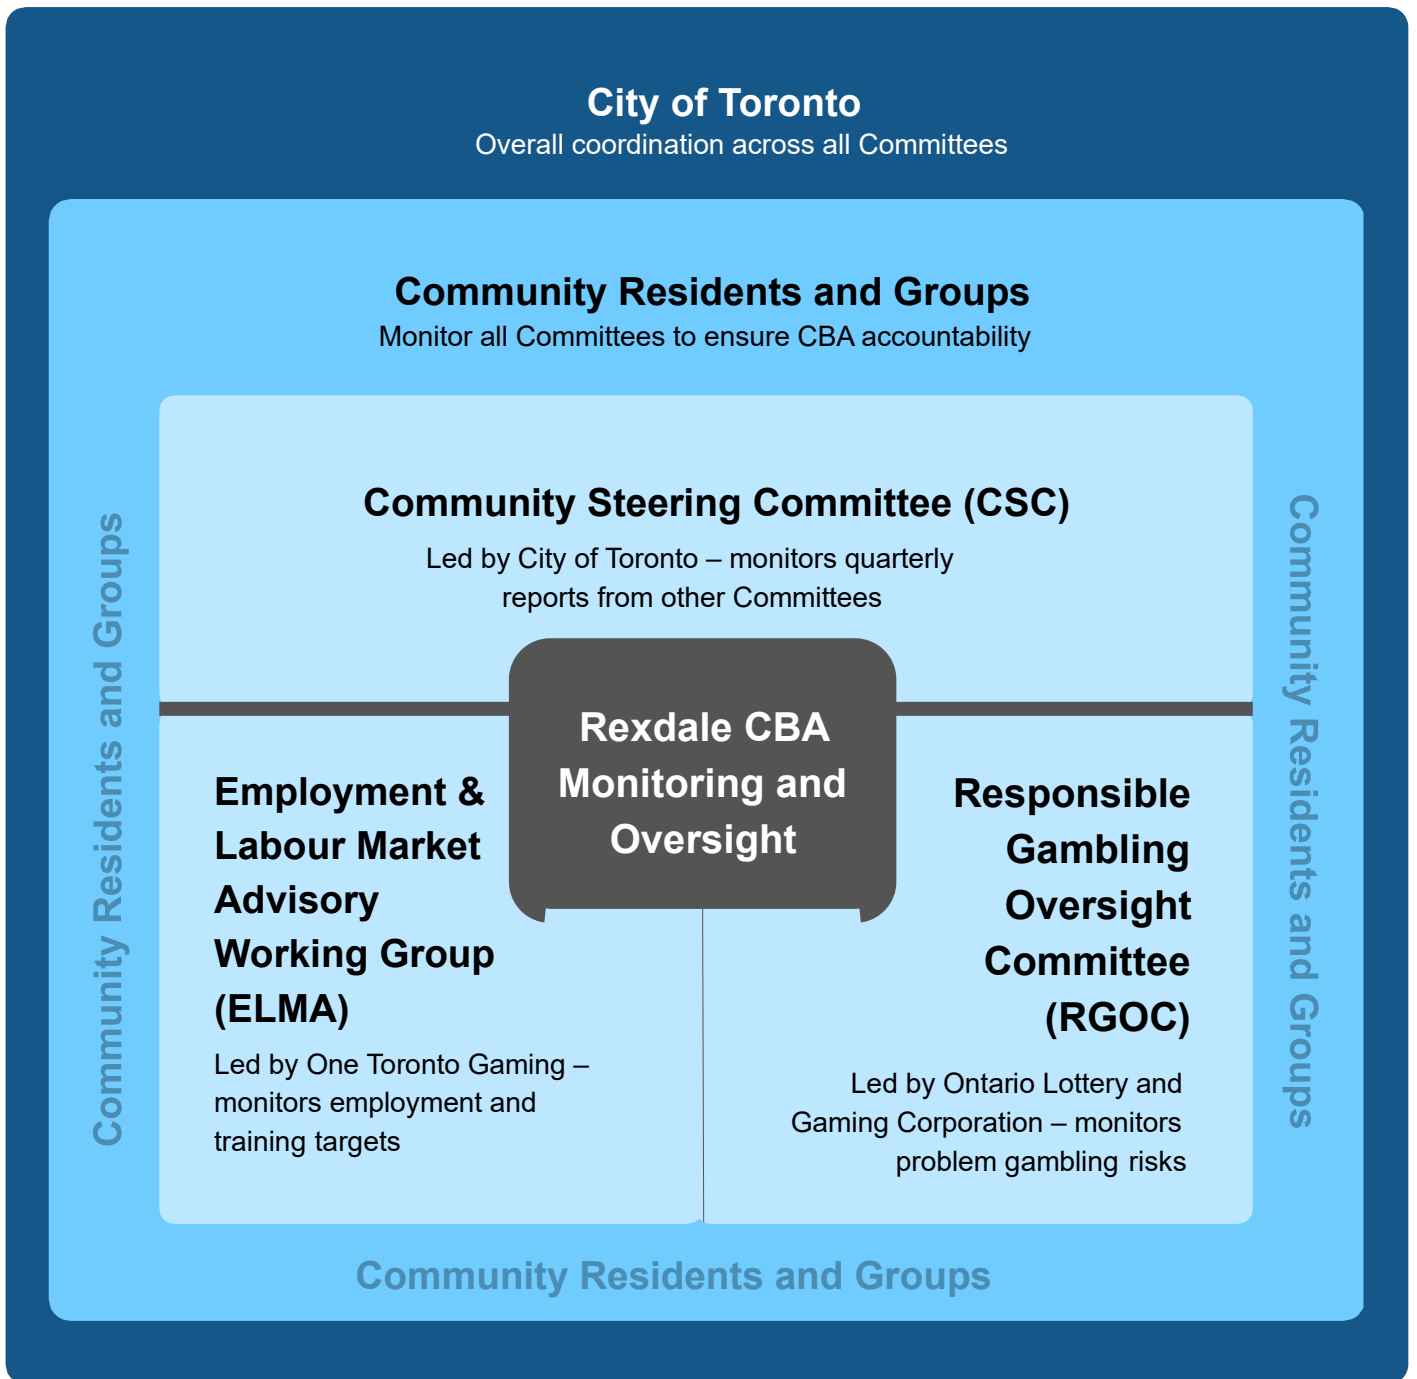 City of Toronto
Overall coordination across all Committees
Community Residents and Groups
Monitor all Committees to ensure CBA accountability
Community Steering Committee (CSC)
Led by City of Toronto – monitors quarterly
reports from other Committees
Community Residents and Groups
Rexdale CBA
Monitoring and
Oversight
Employment &
Labour Market
Advisory
Working Group
(ELMA)
Led by One Toronto Gaming –
monitors employment and
training targets
Responsible
Gambling
Oversight
Committee
(RGOC)
Led by Ontario Lottery and
Gaming Corporation – monitors
problem gambling risks
Community Residents and Groups
Community Residents and Groups